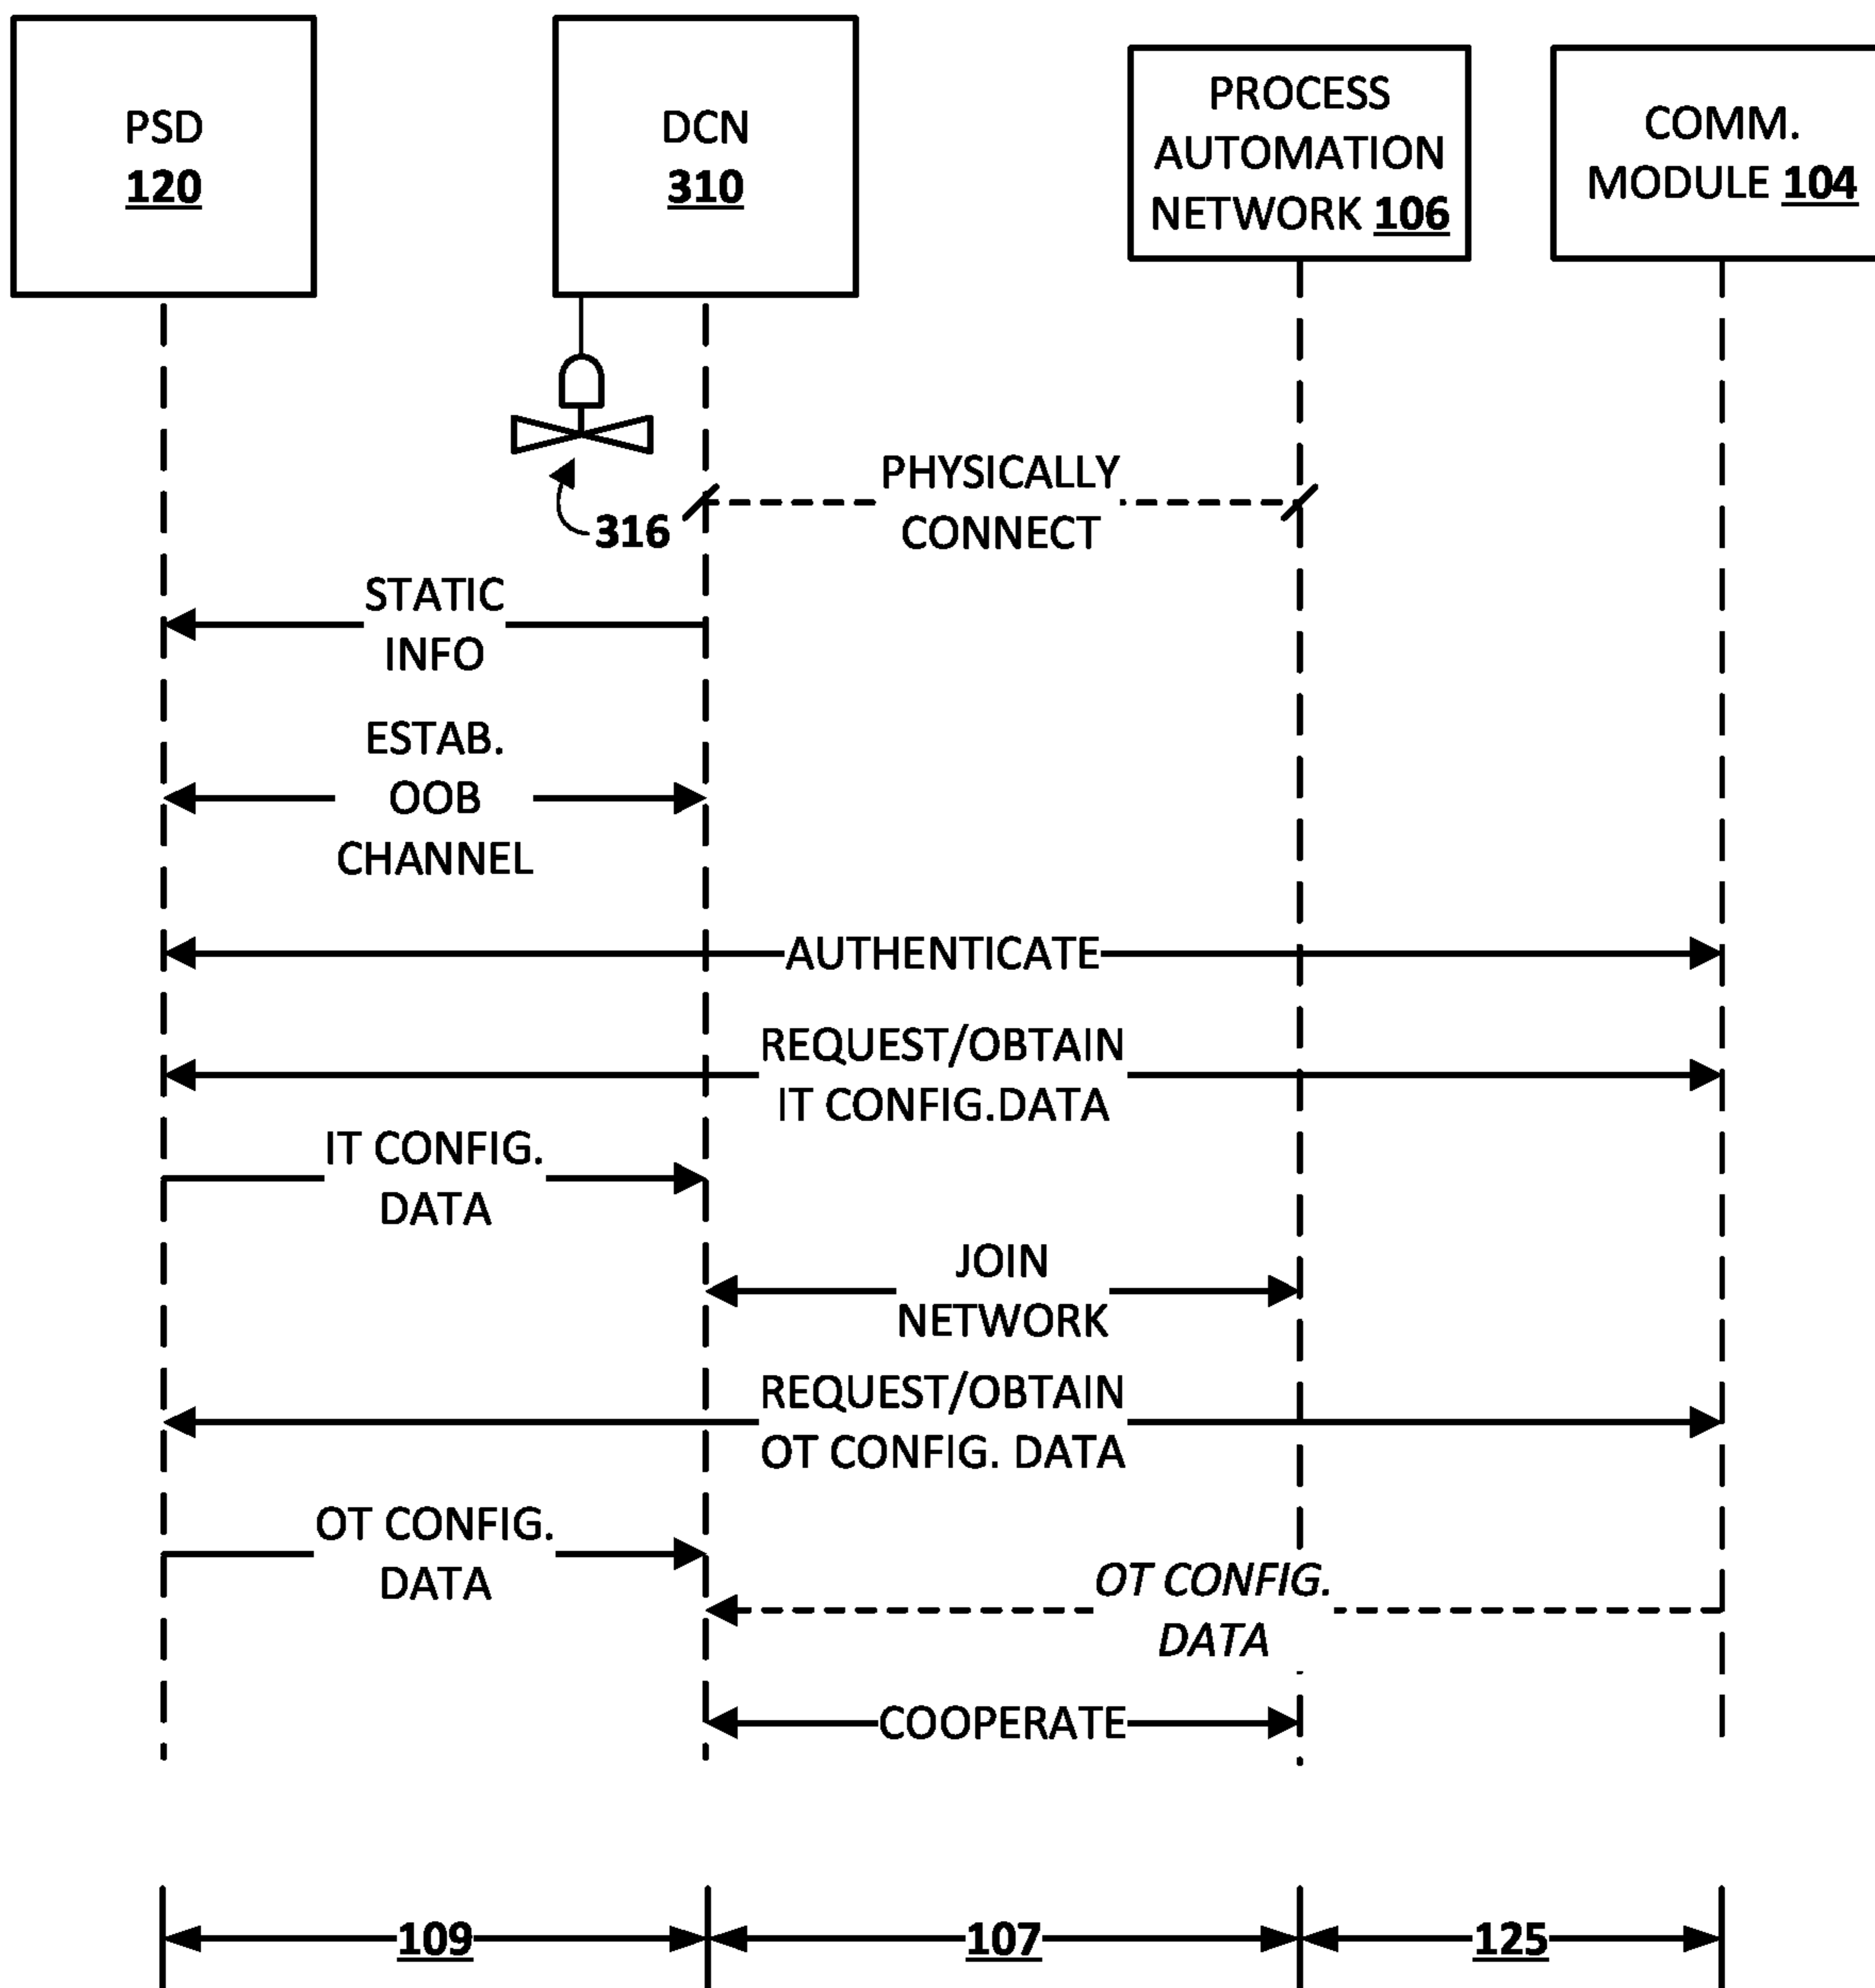 PSD
120
DCN
310
PROCESS
AUTOMATION
NETWORK 106
COMM.
MODULE 104
PHYSICALLY
CONNECT
316
STATIC
INFO
ESTAB.
OOB
CHANNEL
AUTHENTICATE
REQUEST/OBTAIN
IT CONFIG.DATA
IT CONFIG.
DATA
JOIN
NETWORK
REQUEST/OBTAIN
OT CONFIG. DATA
OT CONFIG.
DATA
OT CONFIG.
DATA
COOPERATE
109
107
125